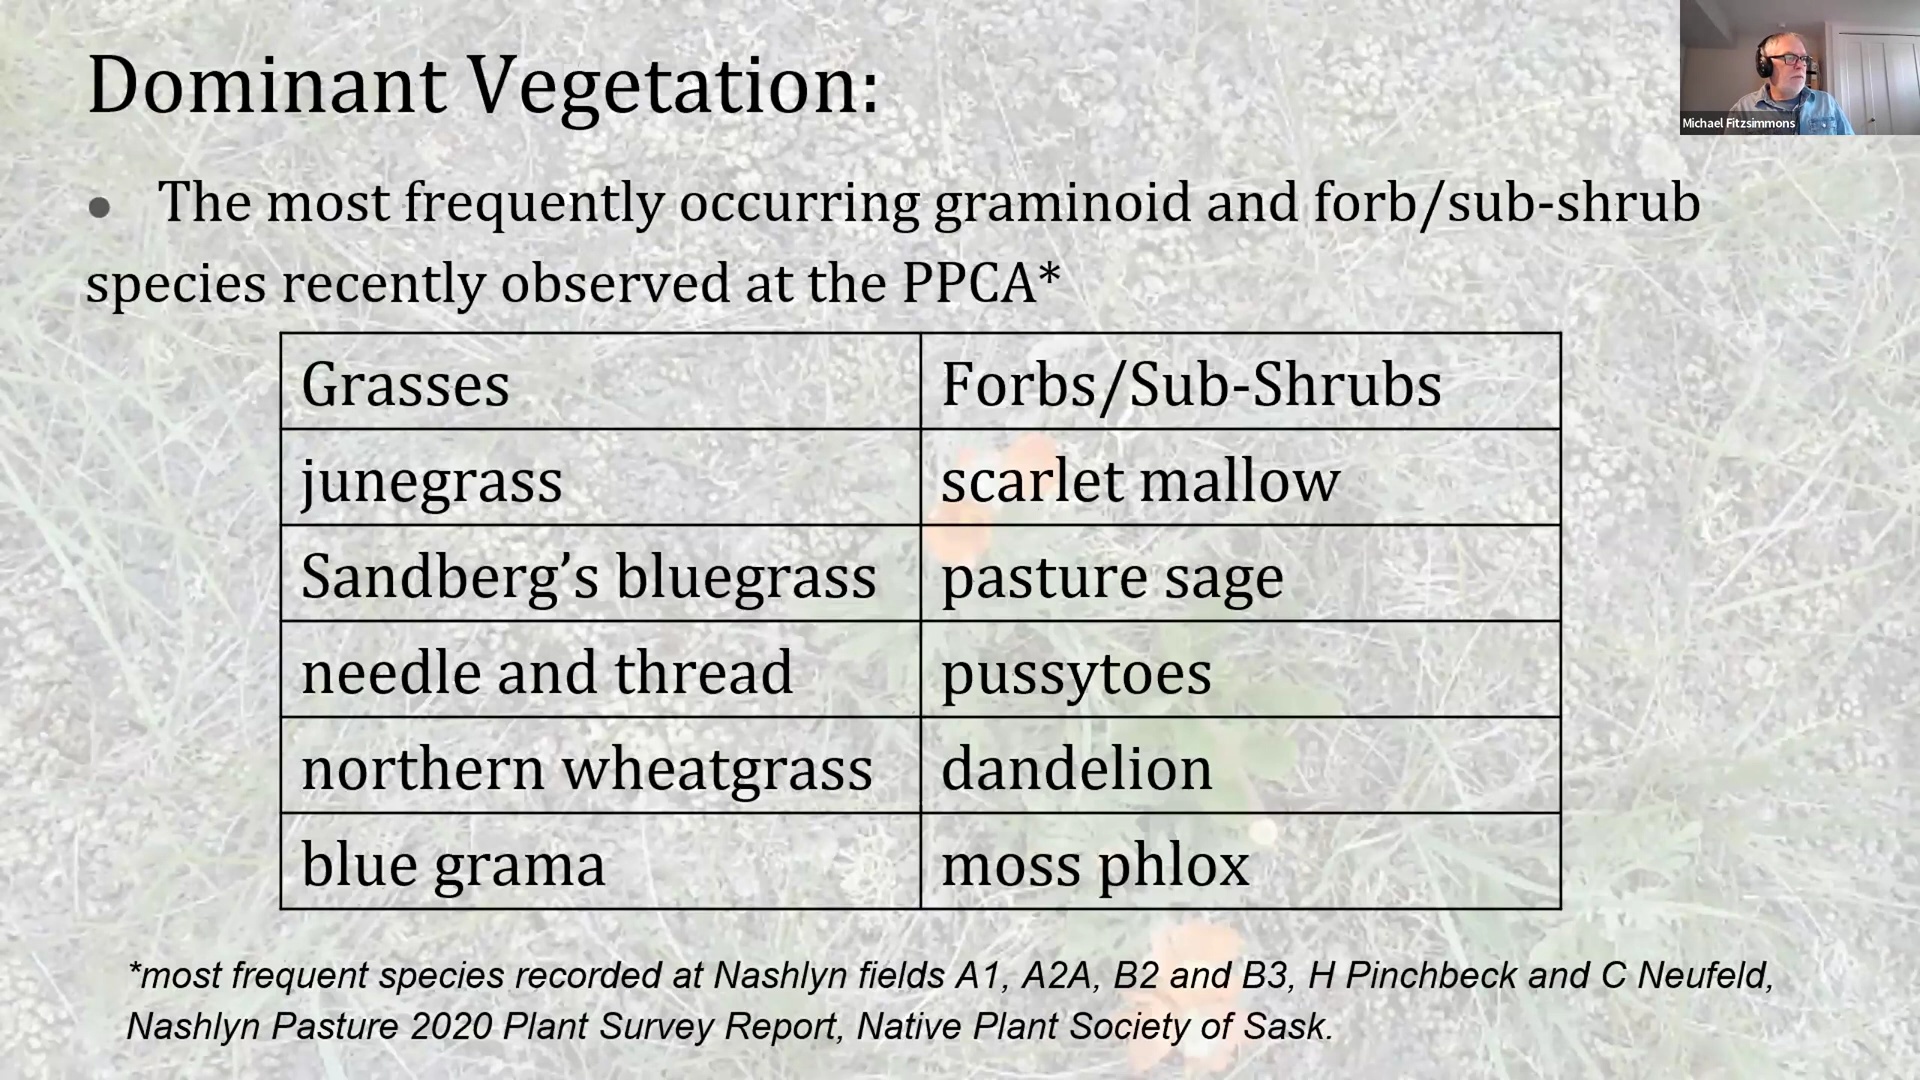 Dominant Vegetation:
Michael Fitzsimmons
• The most frequently occurring graminoid and forb/sub-shrub
species recently observed at the PPCA*
Grasses Forbs/Sub-Shrubs
junegrass scarlet mallow
Sandberg’s bluegrass pasture sage
needle and thread pussytoes
northern wheatgrass dandelion
blue grama moss phlox
*most frequent species recorded at Nashlyn fields A1, A2A, B2 and B3, H Pinchbeck and C Neufeld,
Nashlyn Pasture 2020 Plant Survey Report, Native Plant Society of Sask.